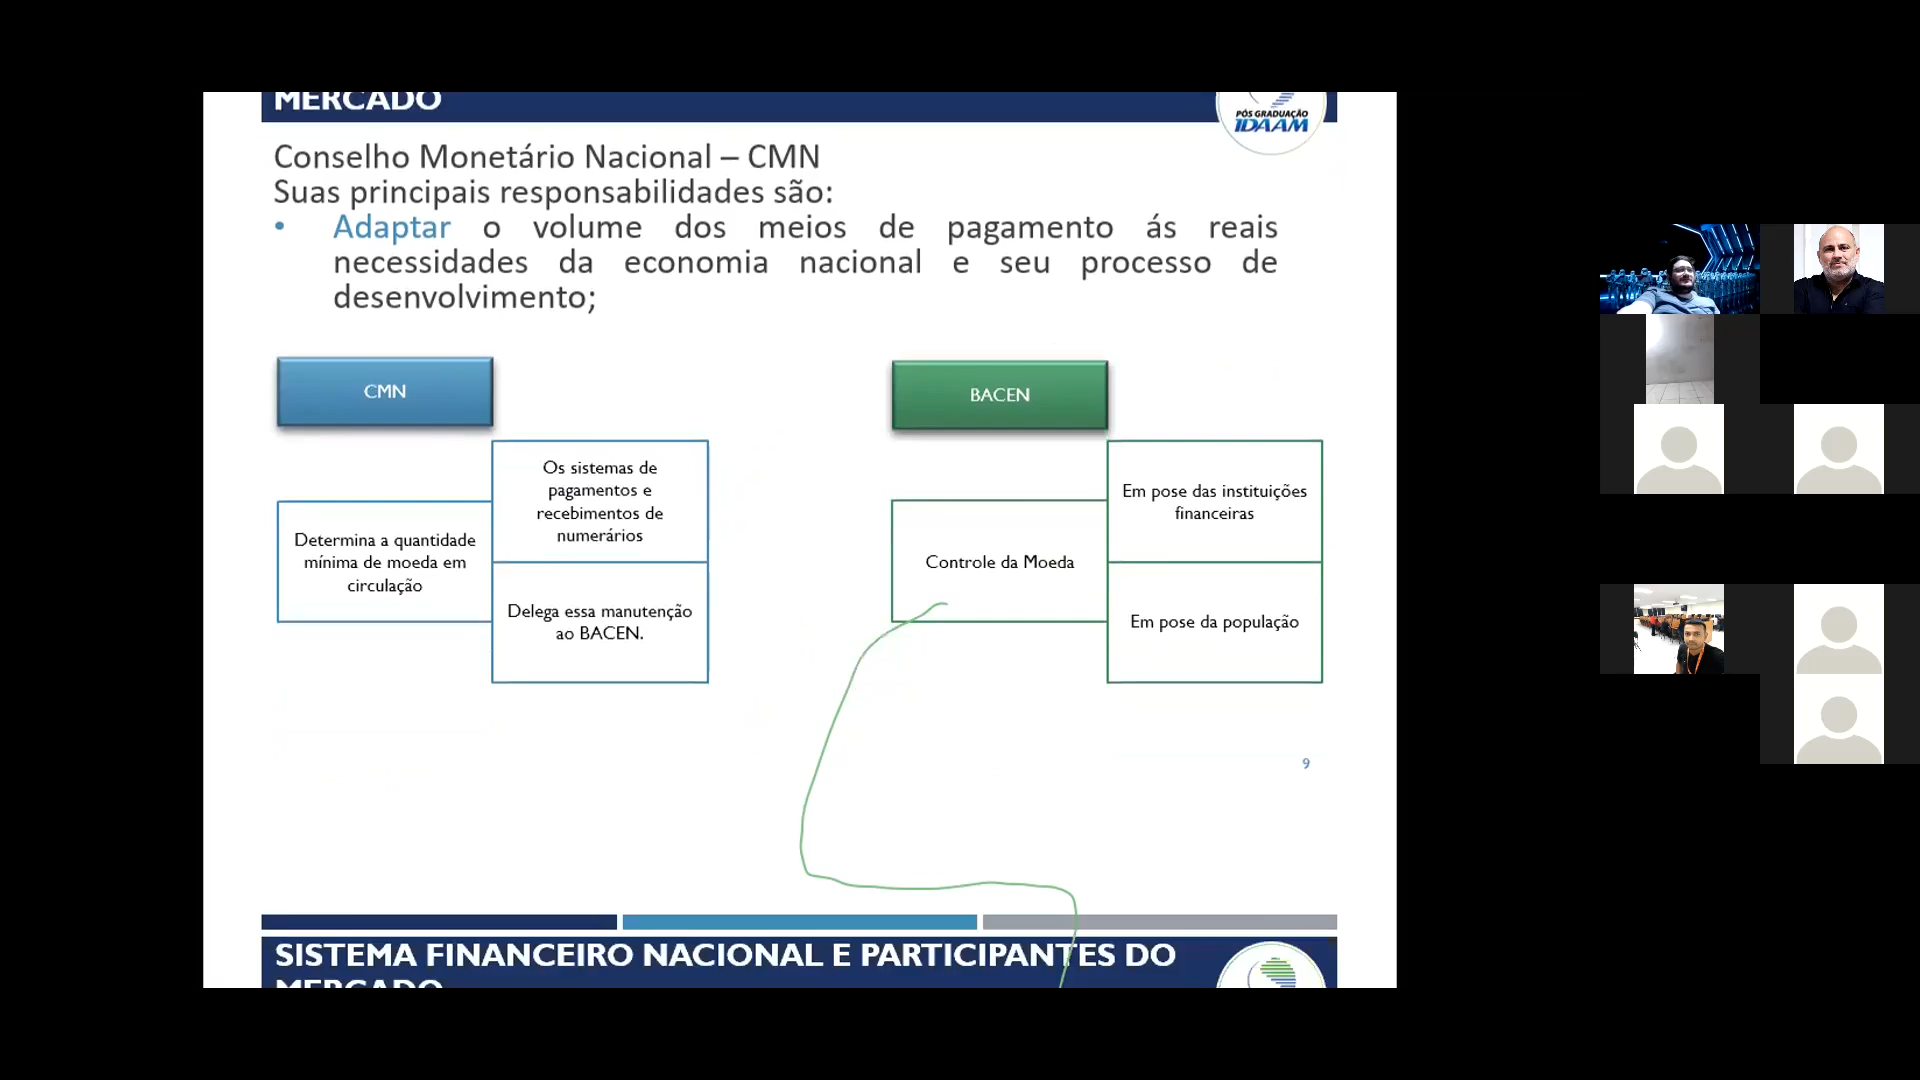 MERCADO
PÓS GRADUAÇÃO
IDAAM
Conselho Monetário Nacional – CMN
Suas principais responsabilidades são:
• Adaptar o volume dos meios de pagamento ás reais
necessidades da economia nacional e seu processo de
desenvolvimento;
CMN
Os sistemas de
pagamentos e
recebimentos de
numerários
Determina a quantidade
mínima de moeda em
circulação
Delega essa manutenção
ao BACEN.
BACEN
Em pose das instituições
financeiras
Controle da Moeda
Em pose da população
9
SISTEMA FINANCEIRO NACIONAL E PARTICIPANTES DO
MERCADO